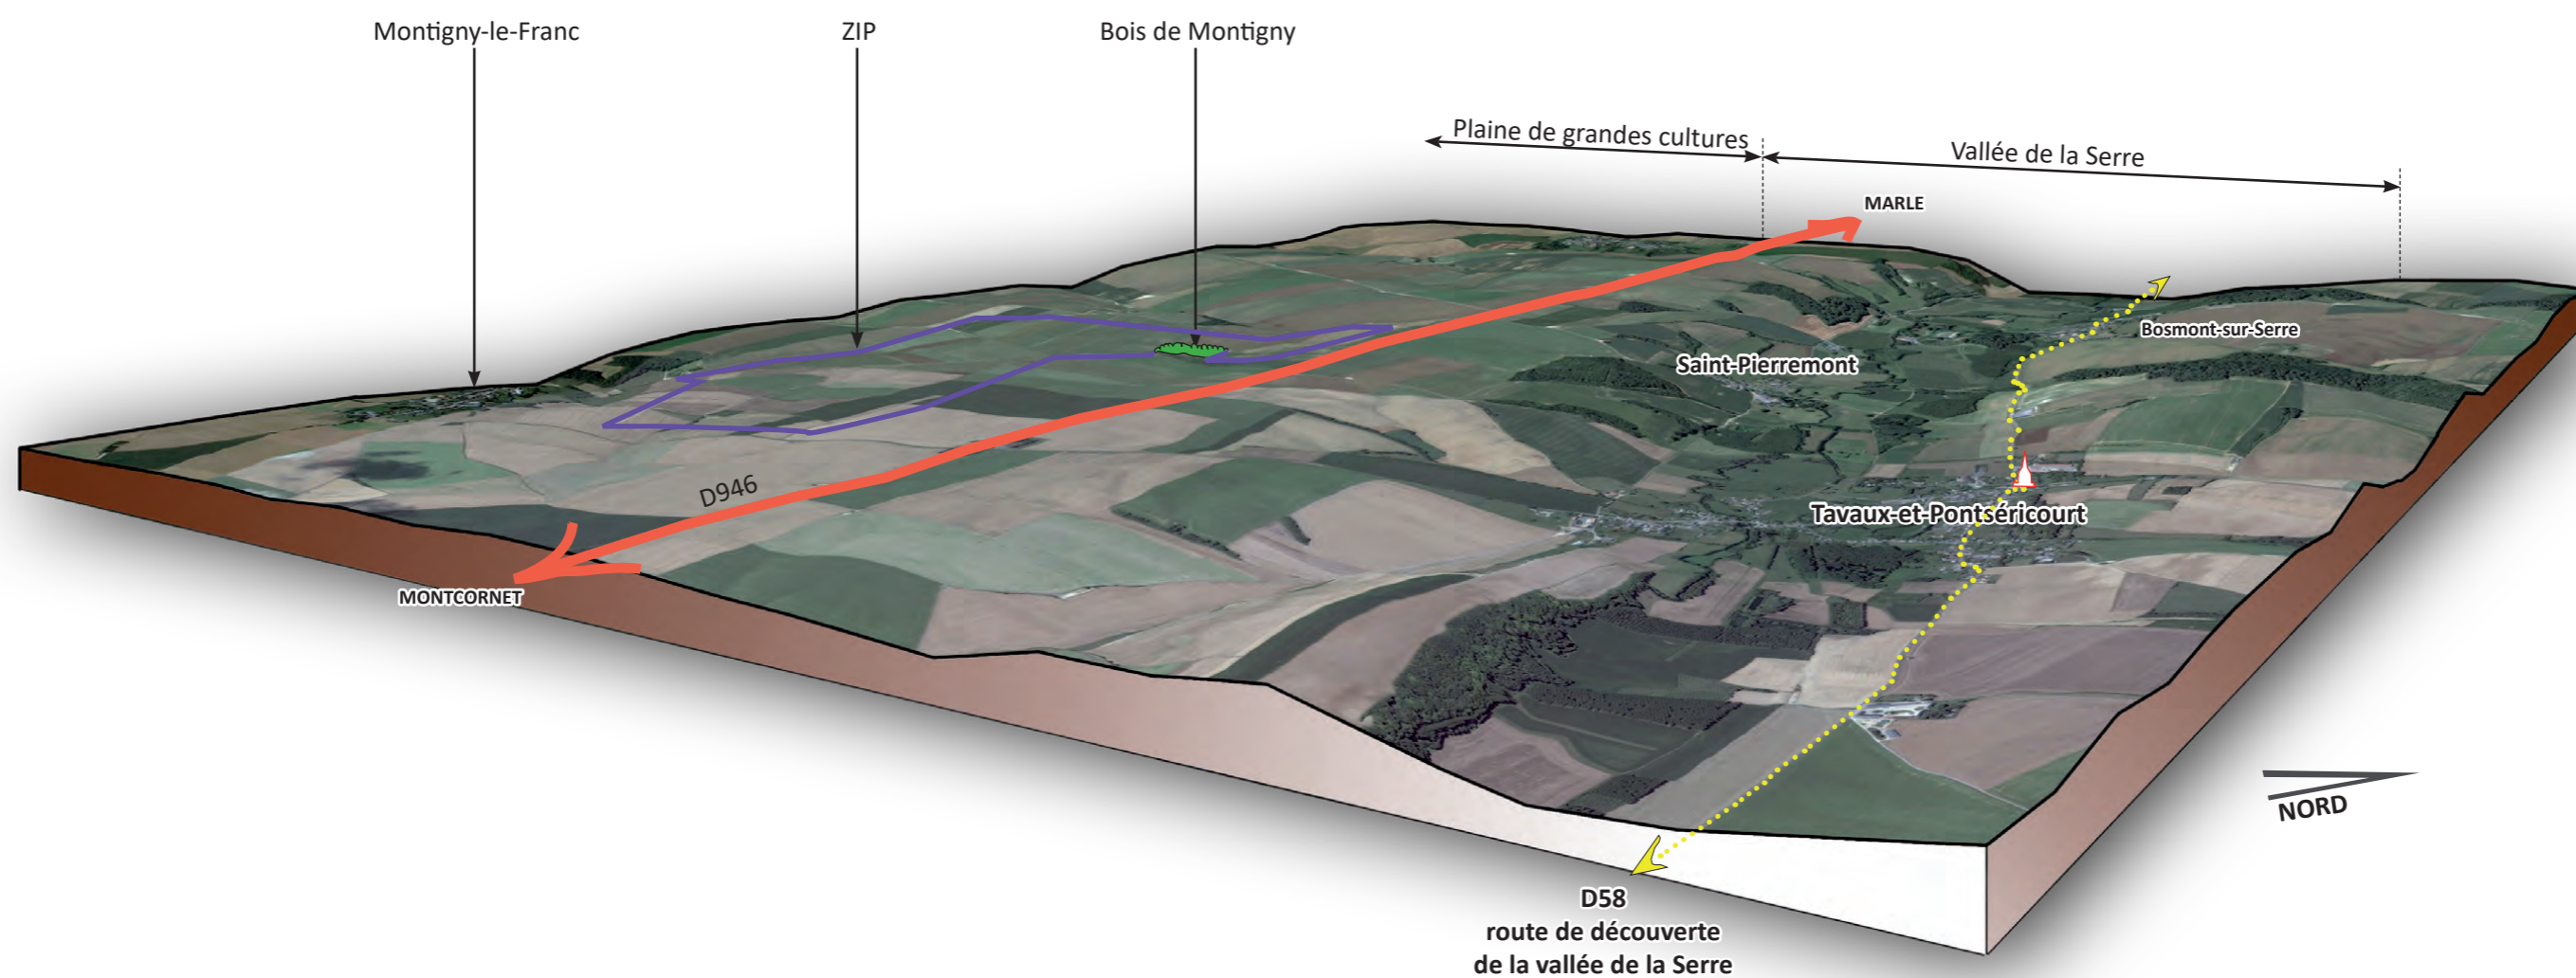 Montigny-le-Franc
ZIP
Bois de Montigny
Plaine de grandes cultures
Vallée de la Serre
MARLE
Bosmont-sur-Serre
Saint-Pierremont
D946
Tavaux-et-Pontséricourt
MONTCORNET
NORD
D58
route de découverte
de la vallée de la Serre